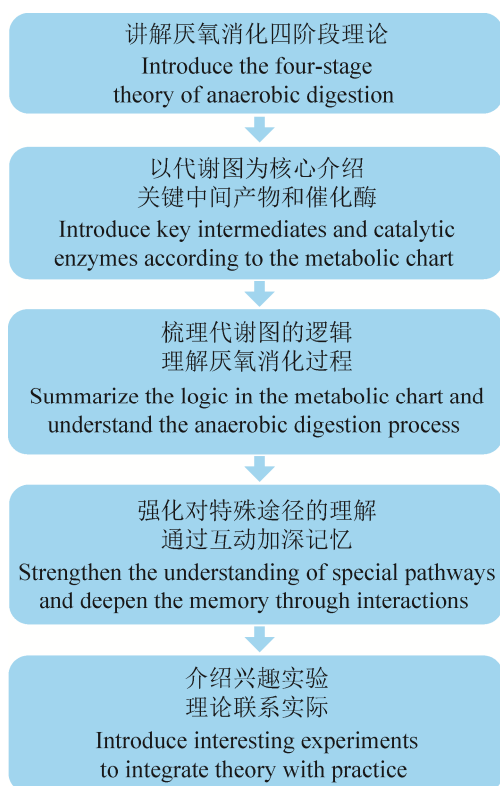 讲解厌氧消化四阶段理论
Introduce the four-stage
theory of anaerobic digestion
以代谢图为核心介绍
关键中间产物和催化酶
Introduce key intermediates and catalytic
enzymes according to the metabolic chart
梳理代谢图的逻辑
理解厌氧消化过程
Summarize the logic in the metabolic chart and
understand the anaerobic digestion process
强化对特殊途径的理解
通过互动加深记忆
Strengthen the understanding of special pathways
and deepen the memory through interactions
介绍兴趣实验
理论联系实际
Introduce interesting experiments
to integrate theory with practice